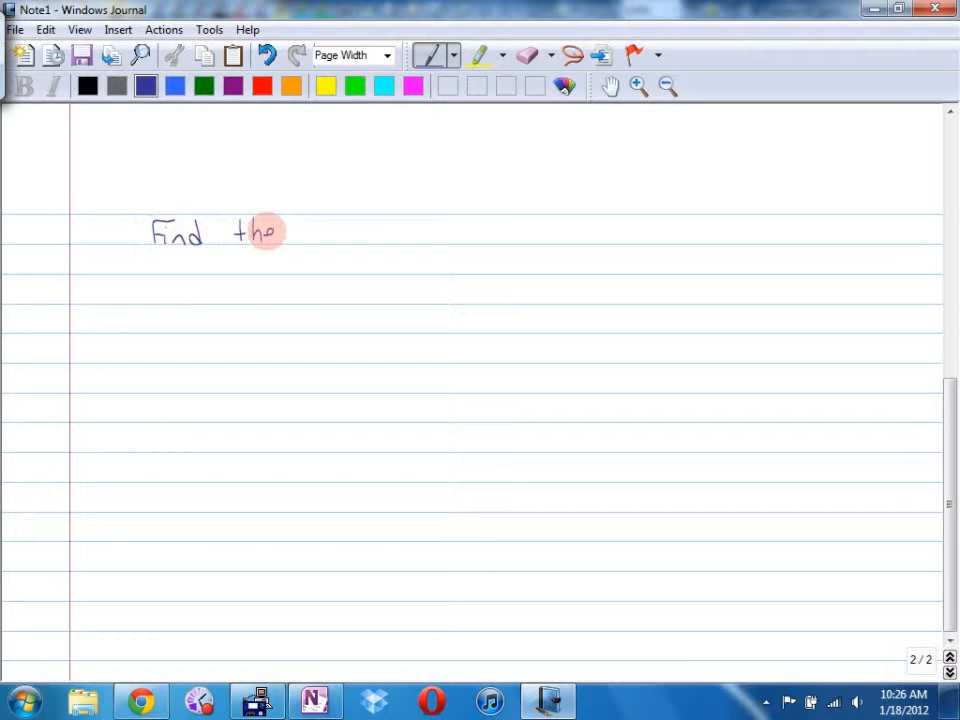 Note1 - Windows Journal
File Edit View Insert Actions Tools Help
Page Width
B I
Find the
2 / 2
10:26 AM
1/18/2012